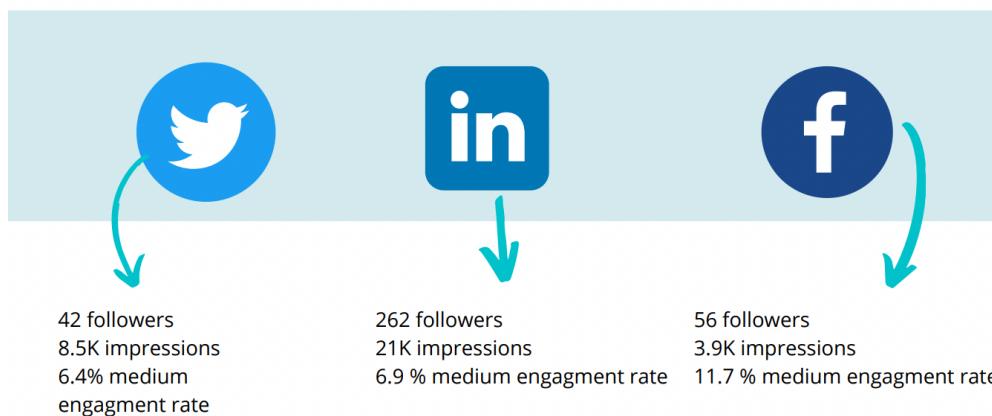 in
f
42 followers
8.5K impressions
6.4% medium
engagment rate
262 followers
21K impressions
6.9 % medium engagment rate
56 followers
3.9K impressions
11.7 % medium engagment rate